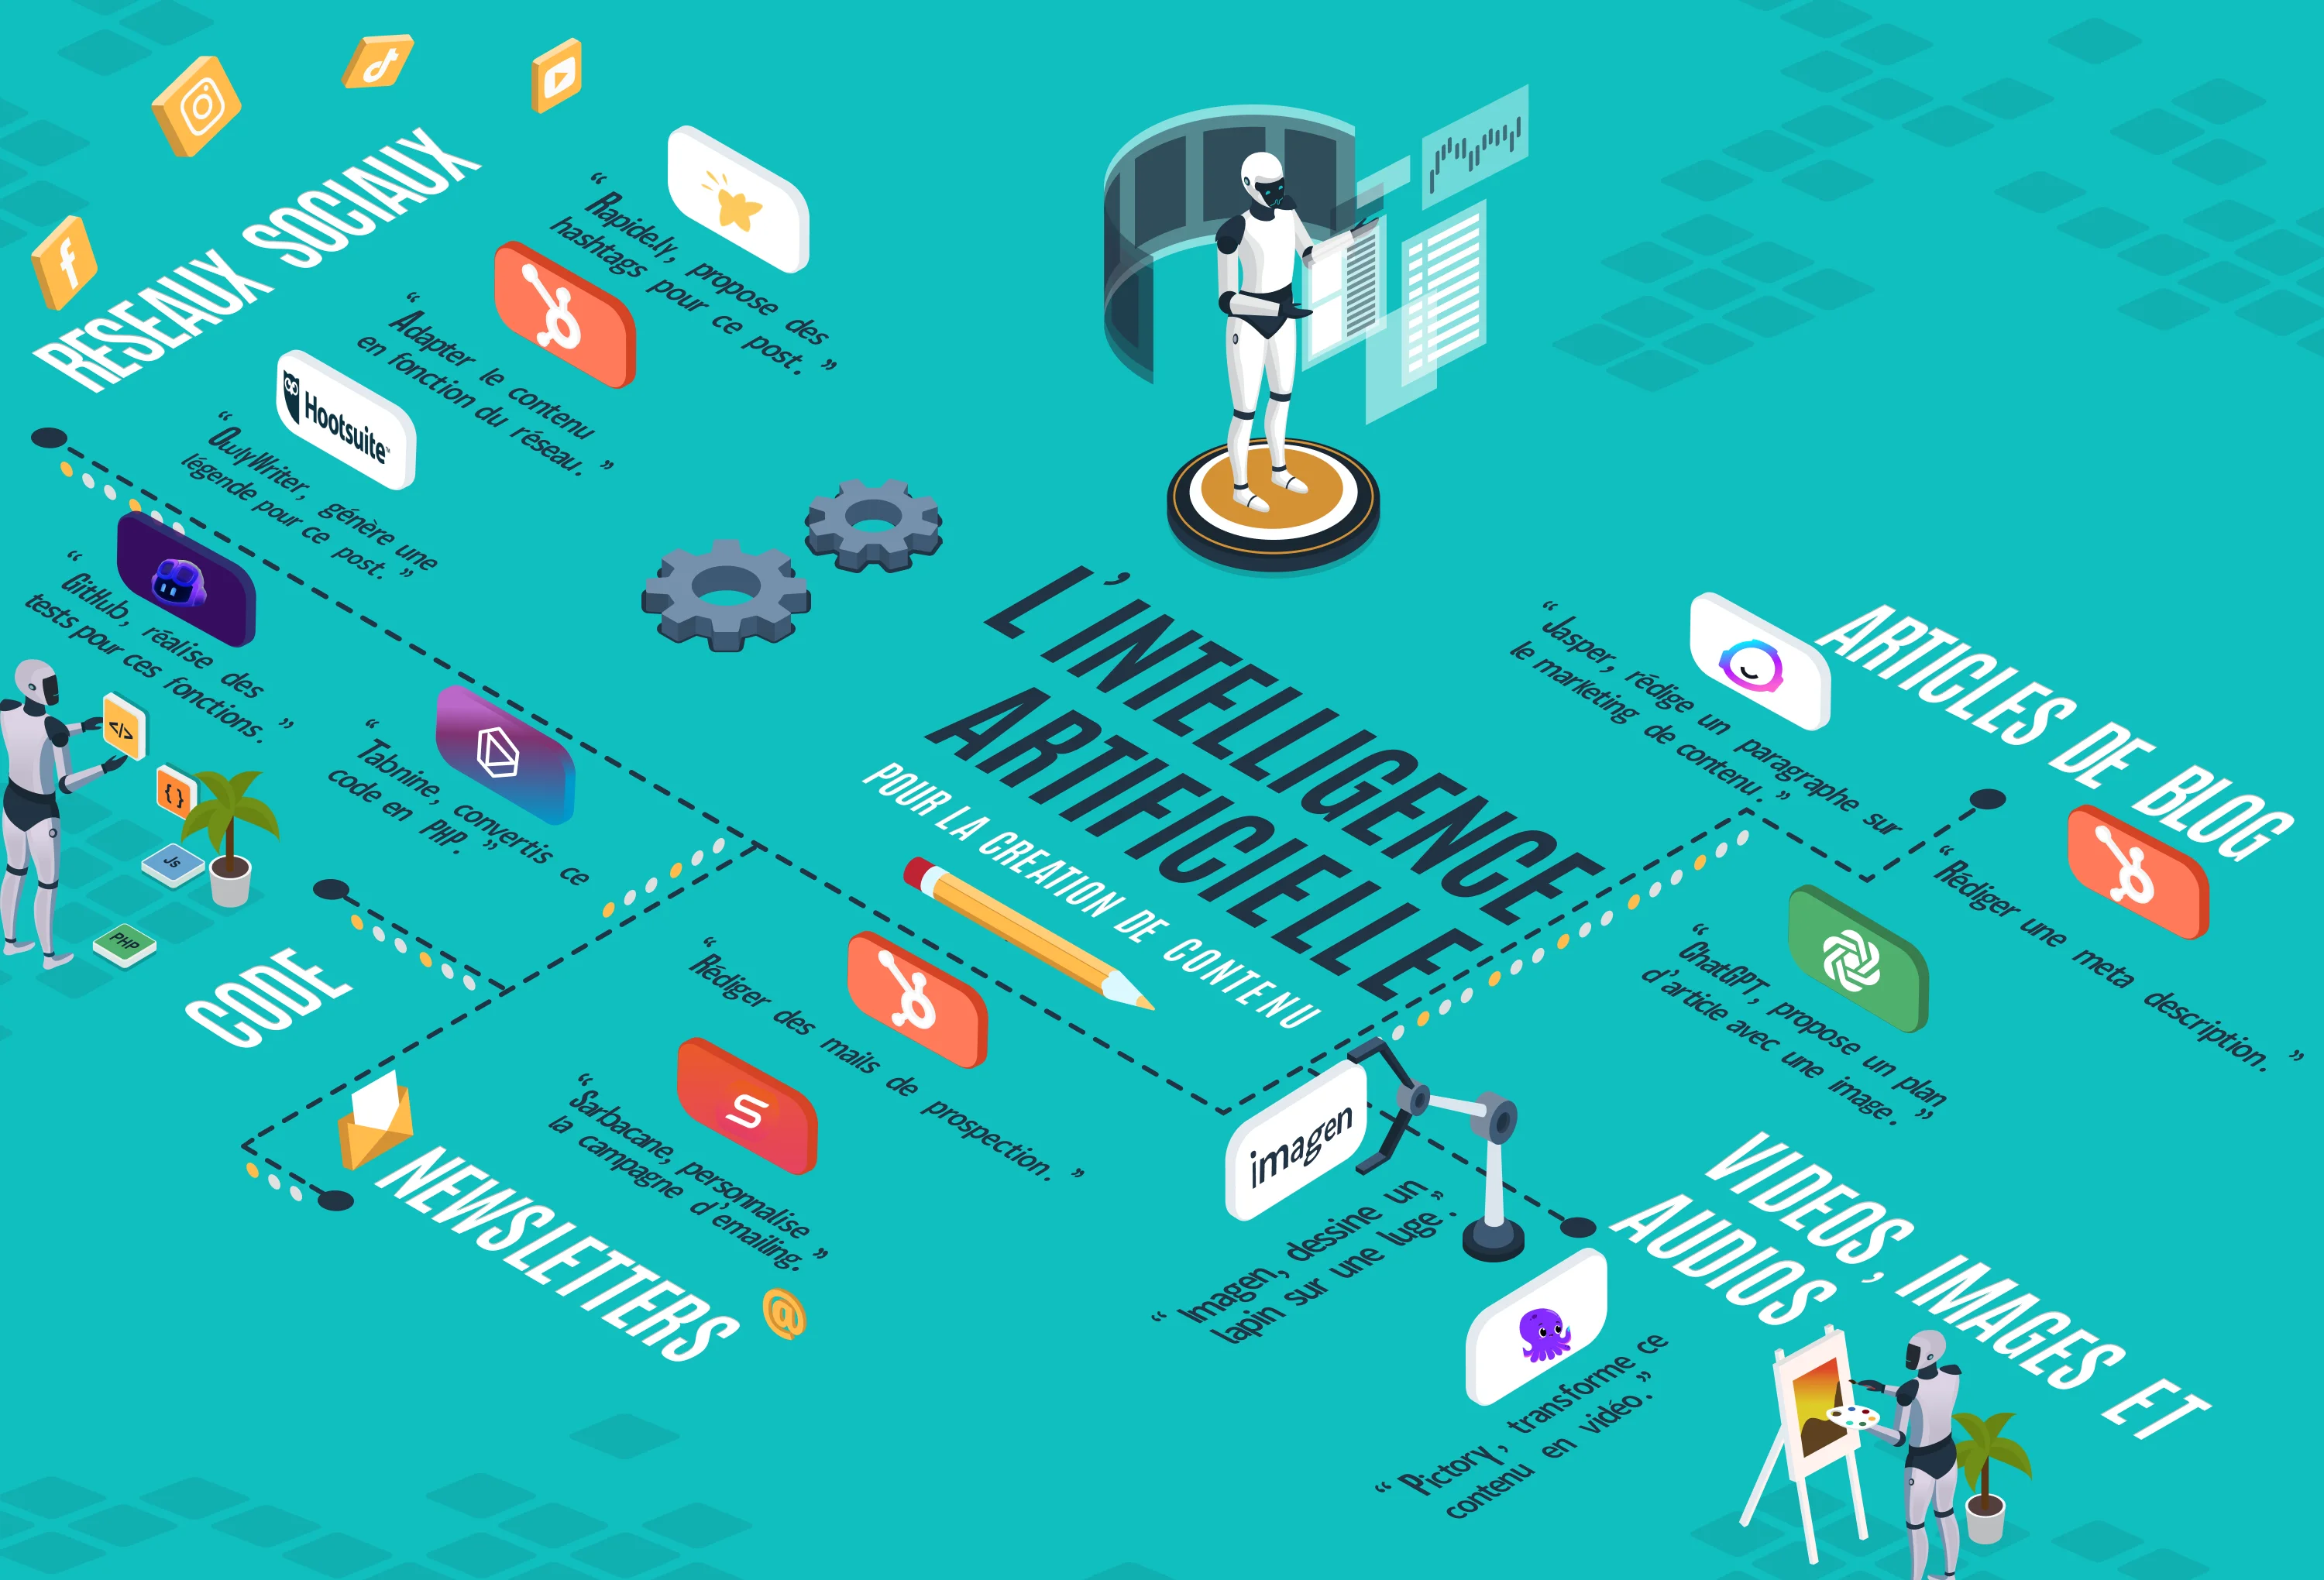 RESEAUX SOCIAUX
“ Rapidely, propose des
hashtags pour ce post. ”
“ Adapter le contenu
en fonction du réseau. ”
Hootsuite™
“ OwlyWriter, génère une
légende pour ce post. ”
“ GitHub, réalise des
tests pour ces fonctions. ”
</>
{}
Js
PHP
“ Tabnine, convertis ce
code en PHP. ”
CODE
L’INTELLIGENCE
ARTIFICIELLE
POUR LA CREATION DE CONTENU
ARTICLES DE BLOG
“ Jasper, rédige un paragraphe sur
le marketing de contenu. ”
“ Rédiger une meta description. ”
“ ChatGPT, propose un plan
d’article avec une image. ”
“ Rédiger des mails de prospection. ”
“ Sarbacane, personnalise
la campagne d’emailing. ”
NEWSLETTERS
@
imagen
“ Imagen, dessine un
lapin sur une luge. ”
VIDEOS, IMAGES ET
AUDIOS
“ Pictory, transforme ce
contenu en vidéo. ”